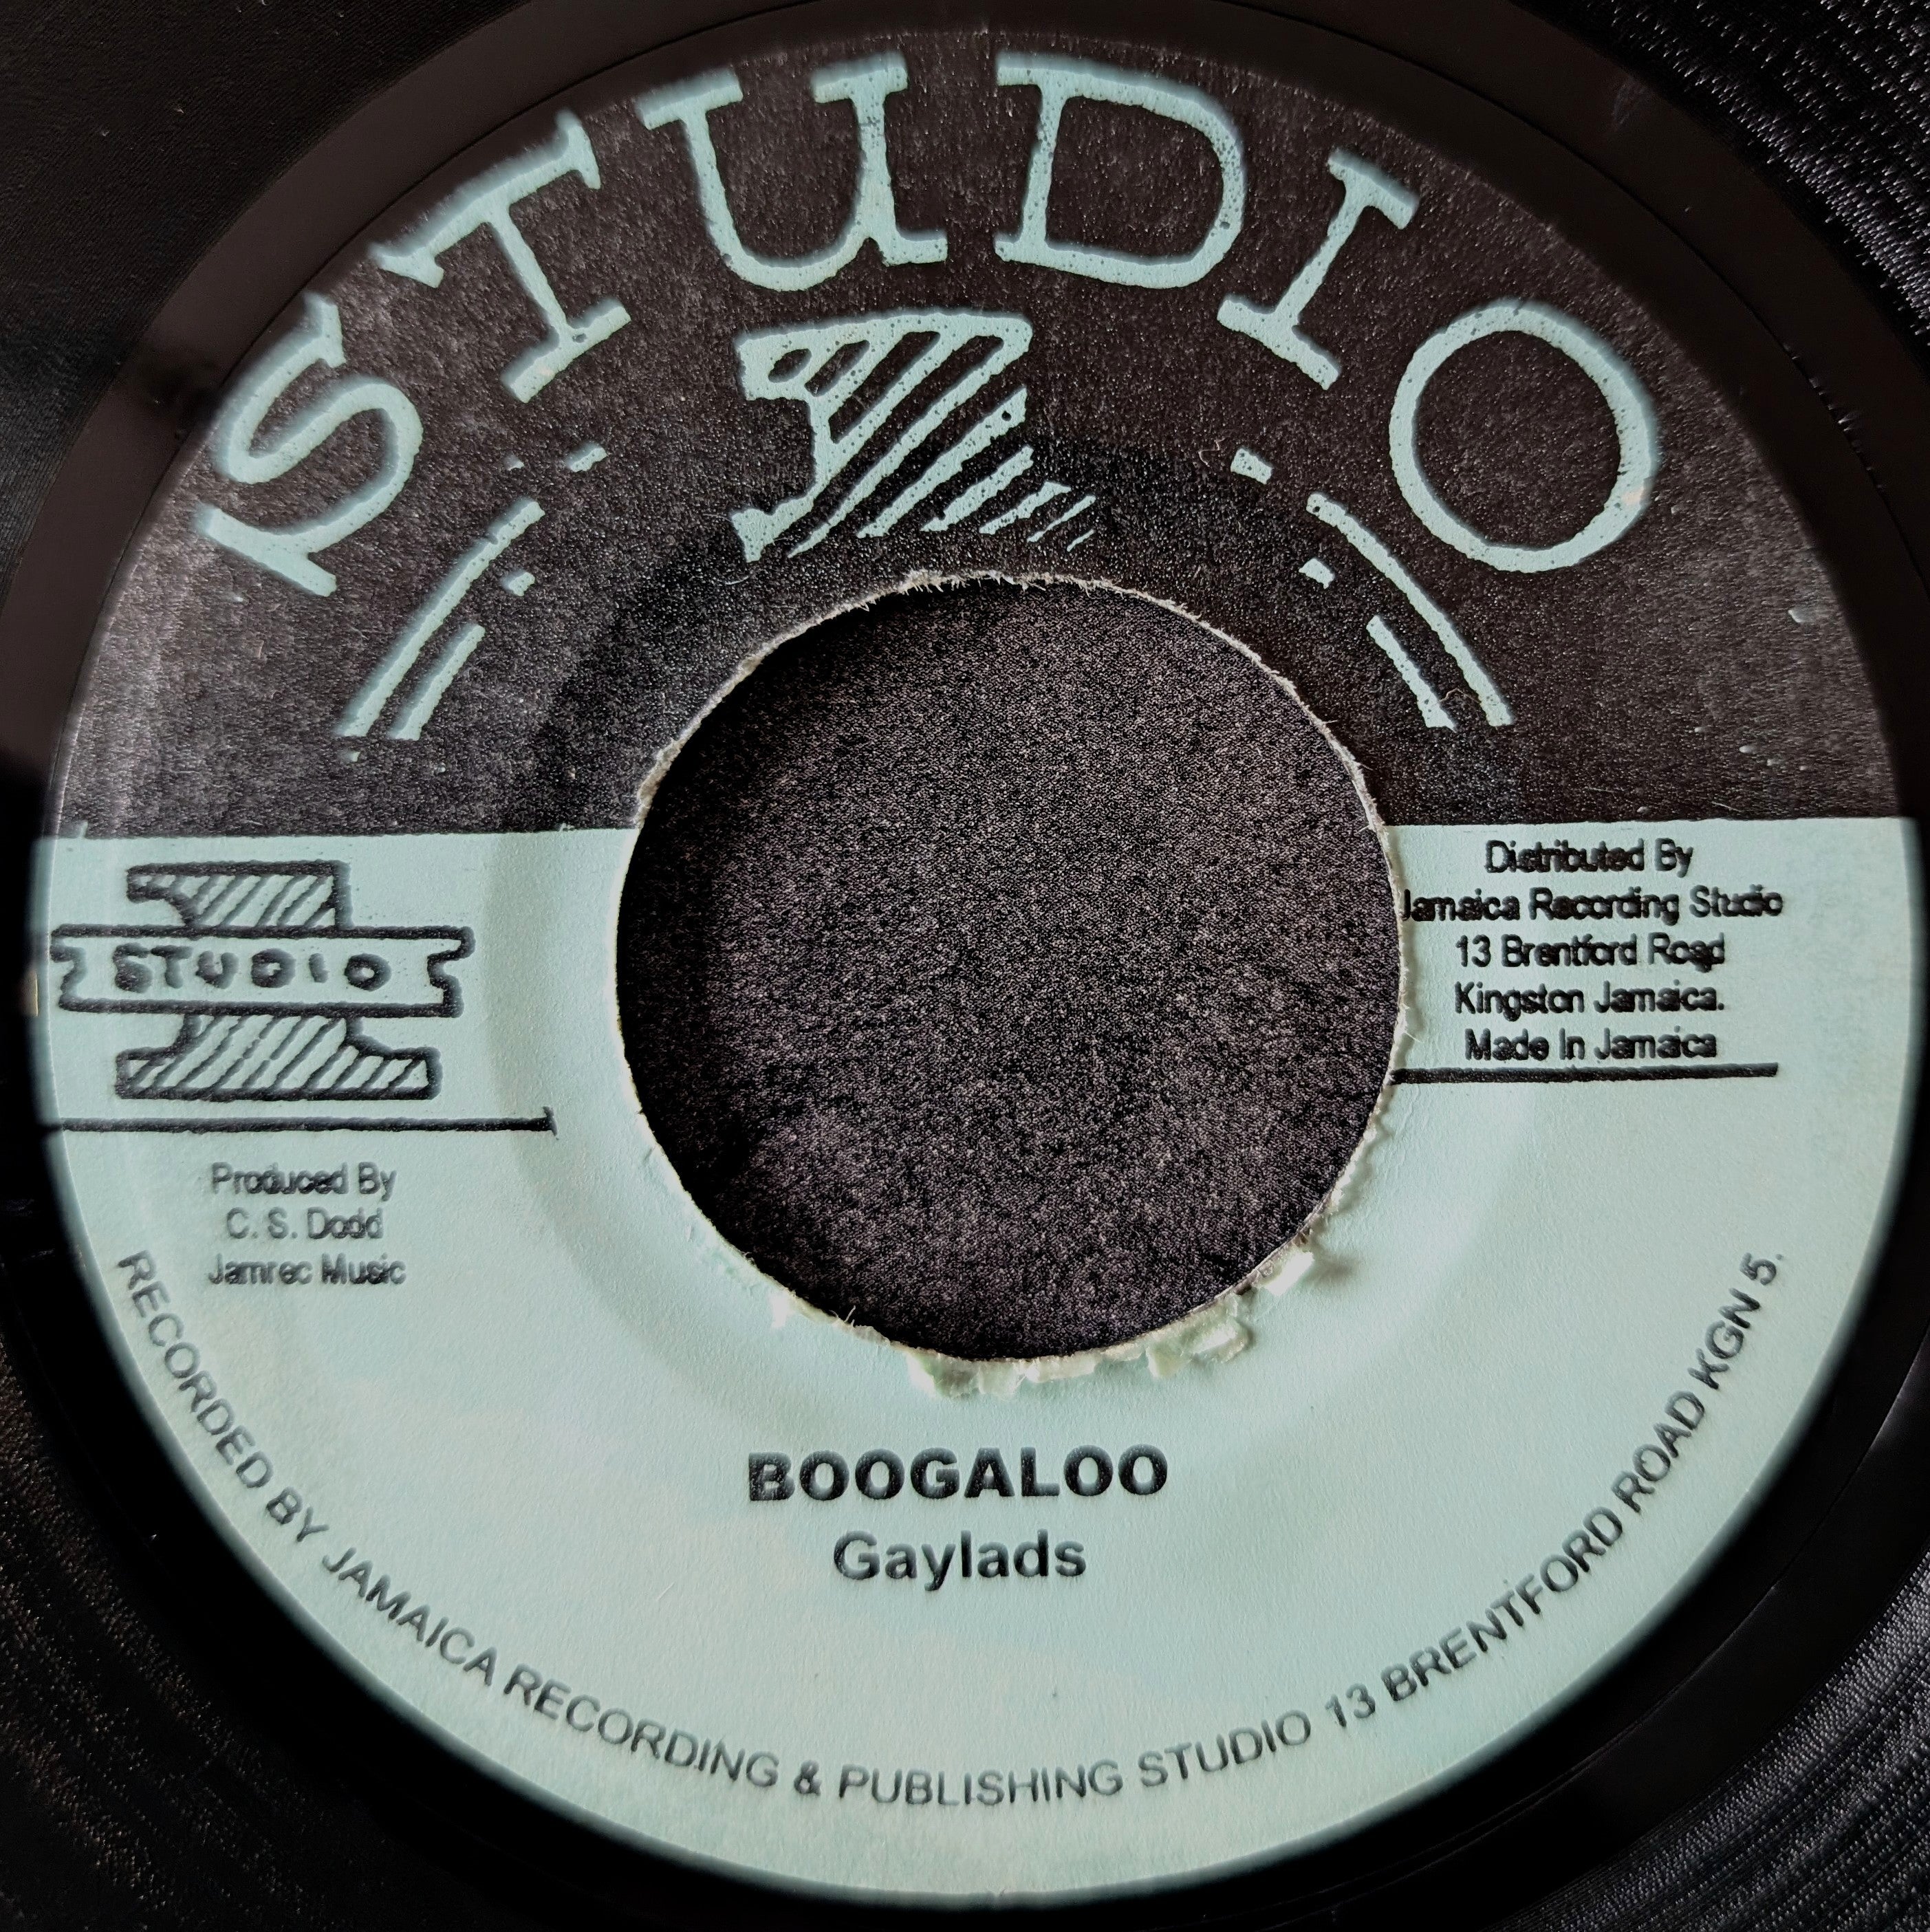 STUDIO
1
STUDIO
Distributed By
Jamaica Recording Studio
13 Brentford Road
Kingston Jamaica.
Made In Jamaica
Produced By
C. S. Dodd
Jamrec Music
BOOGALOO
Gaylads
RECORDED BY JAMAICA RECORDING & PUBLISHING STUDIO 13 BRENTFORD ROAD KGN 5.